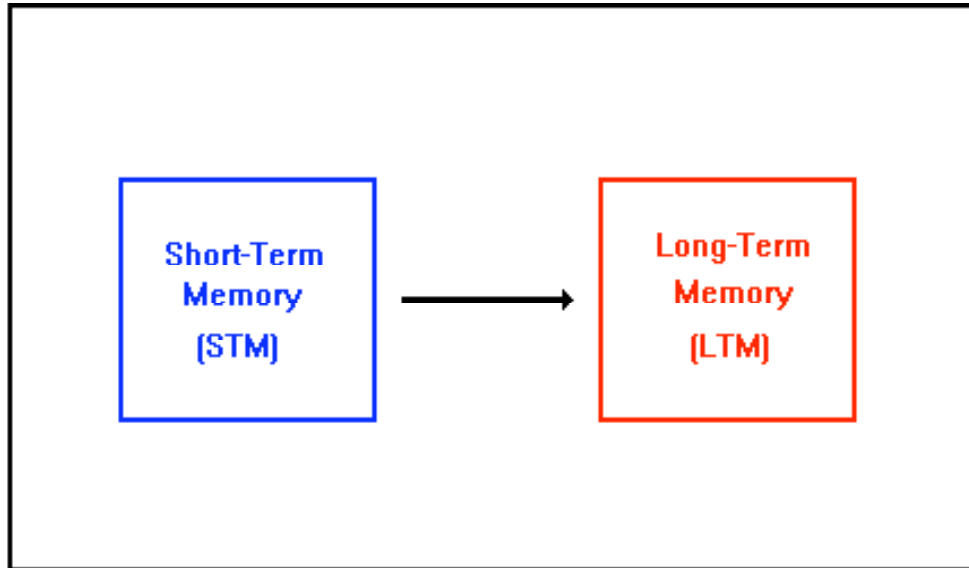 Short-Term
Memory
(STM)
Long-Term
Memory
(LTM)